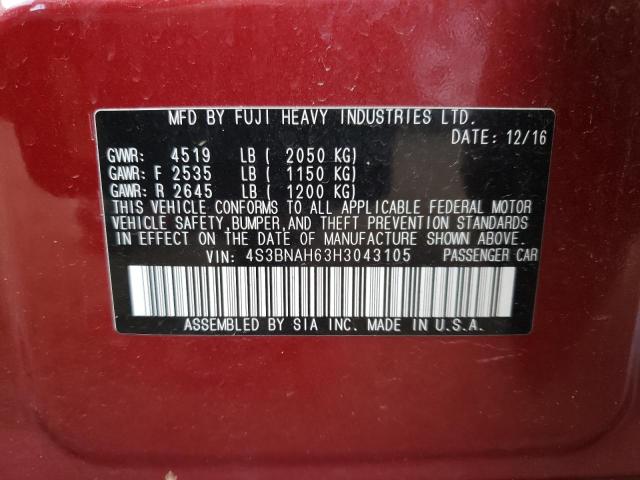 MFD BY FUJI HEAVY INDUSTRIES LTD.
DATE: 12/16
GVWR: 4519 LB ( 2050 KG)
GAWR: F 2535 LB ( 1150 KG)
GAWR: R 2645 LB ( 1200 KG)
THIS VEHICLE CONFORMS TO ALL APPLICABLE FEDERAL MOTOR
VEHICLE SAFETY, BUMPER, AND THEFT PREVENTION STANDARDS
IN EFFECT ON THE DATE OF MANUFACTURE SHOWN ABOVE.
VIN: 4S3BNAH63H3043105 PASSENGER CAR
ASSEMBLED BY SIA INC. MADE IN U.S.A.